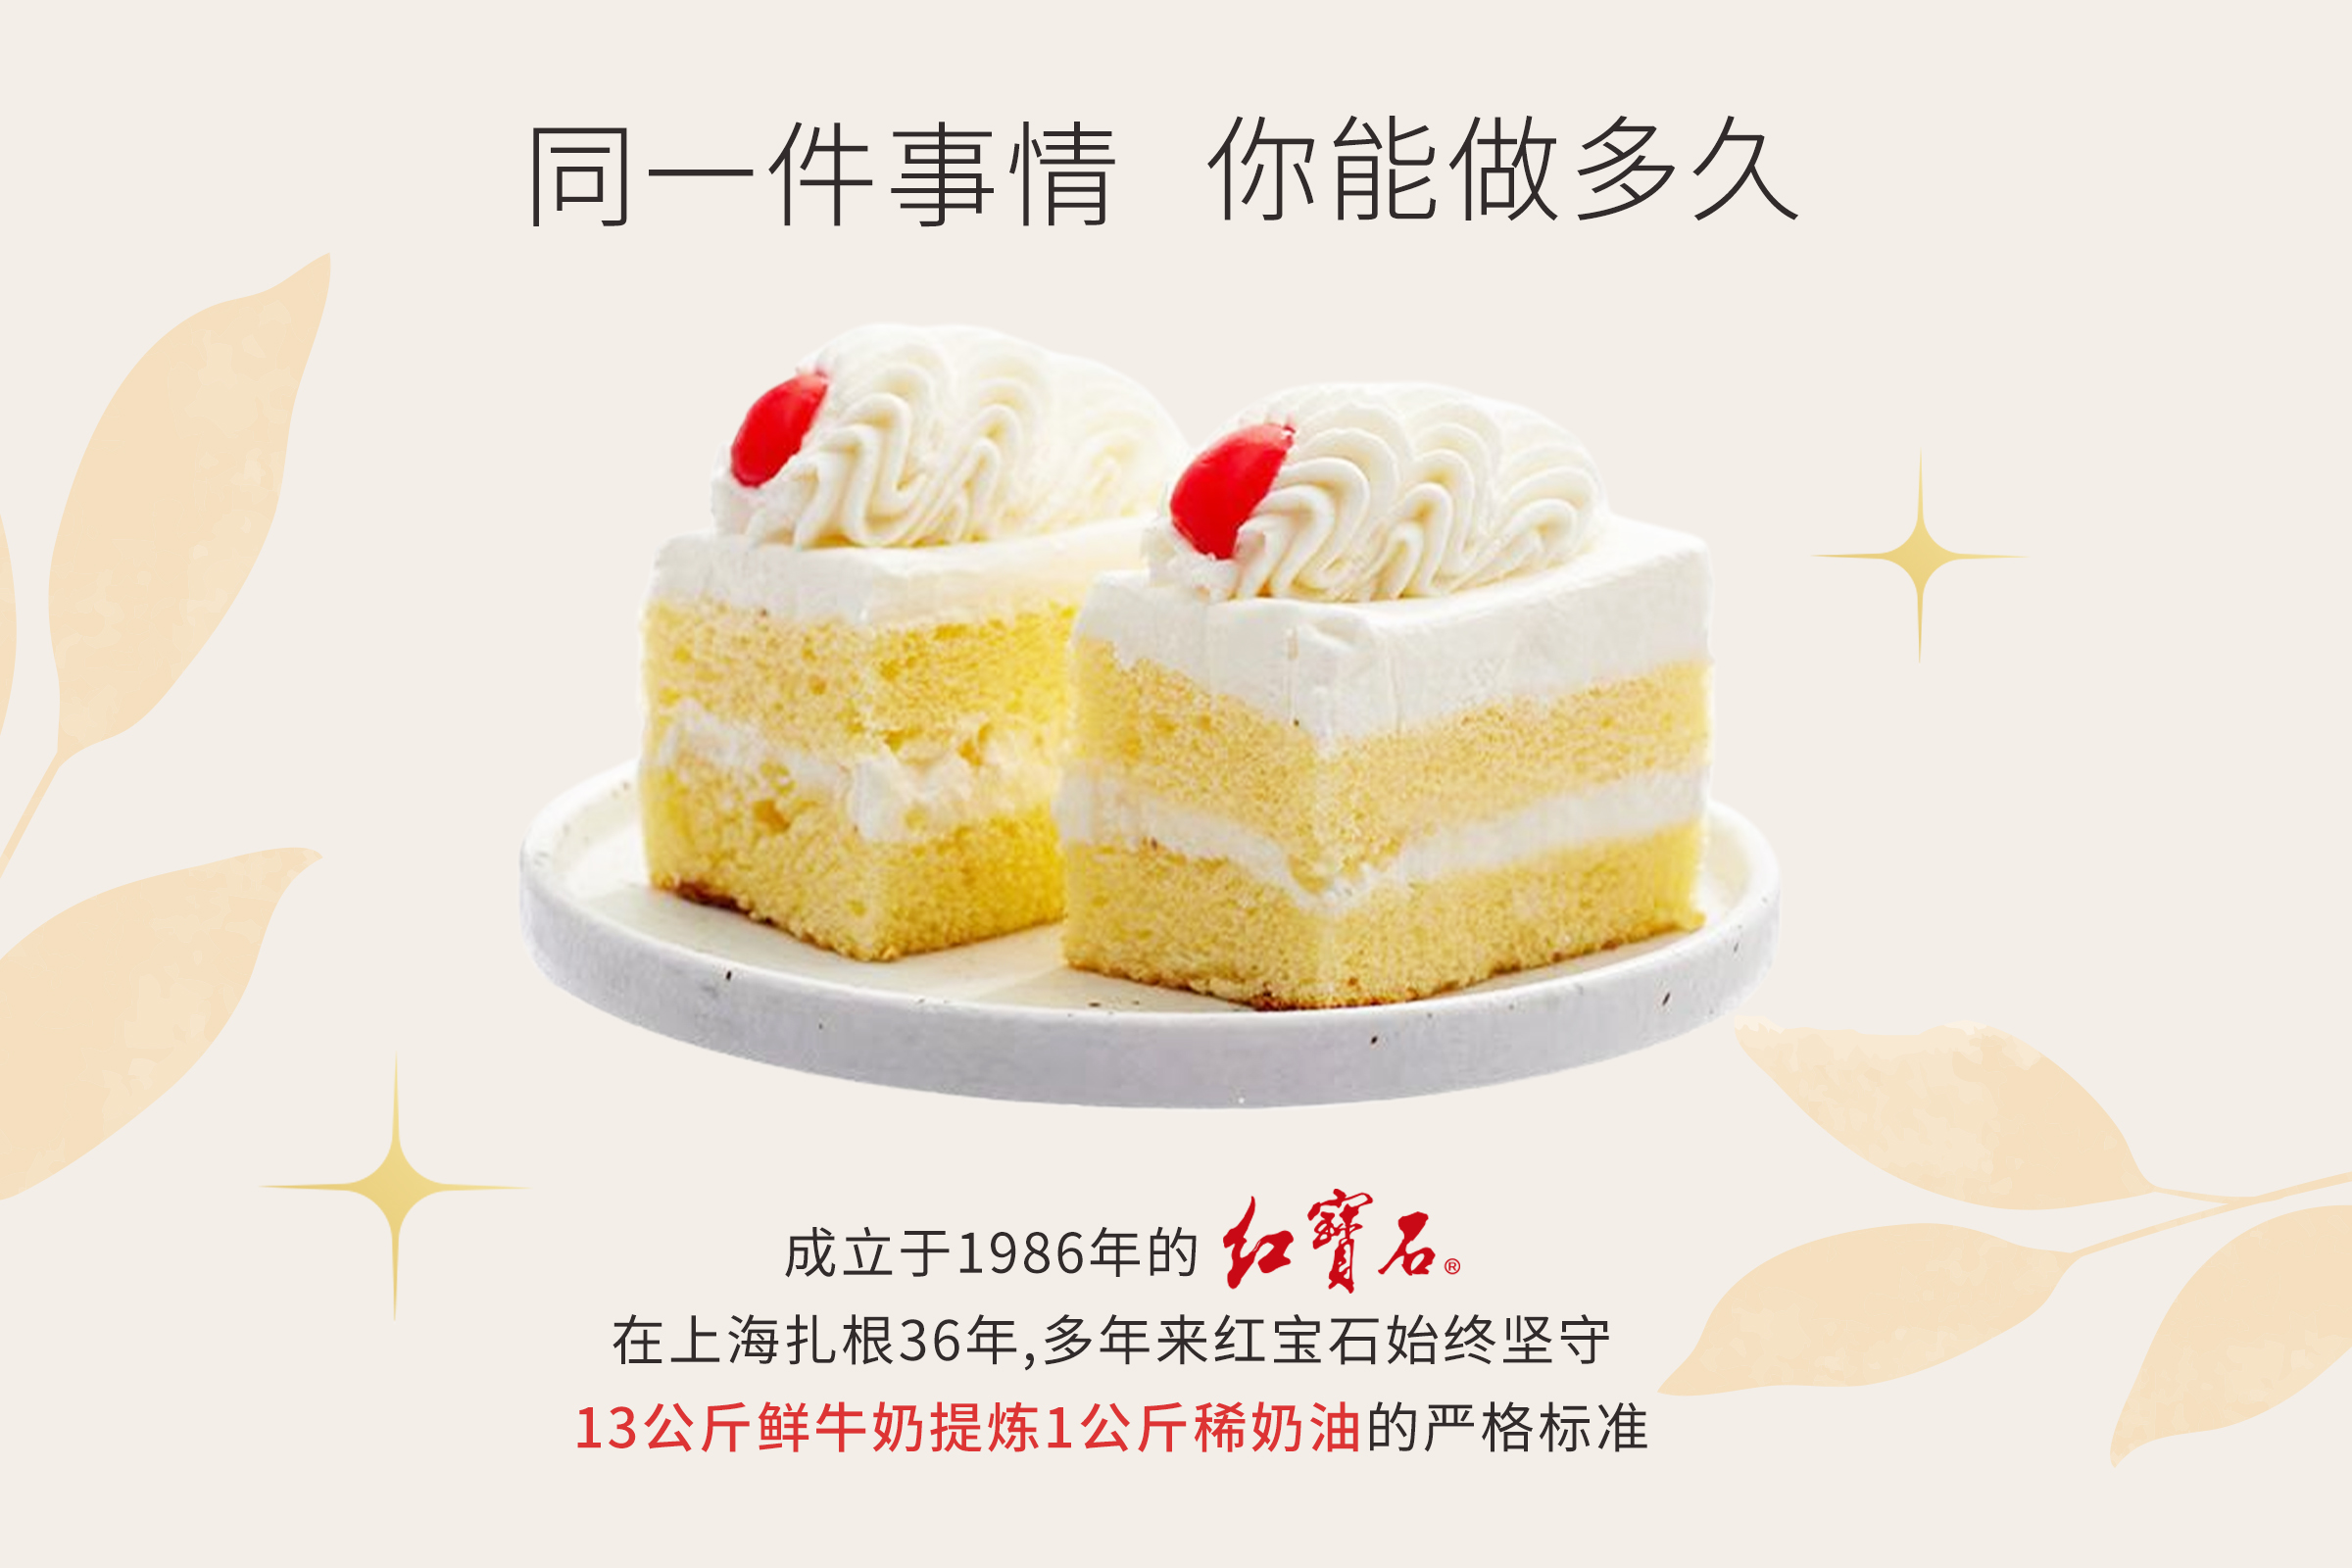 同一件事情 你能做多久
成立于1986年的 红寶石®
在上海扎根36年,多年来红宝石始终坚守
13公斤鲜牛奶提炼1公斤稀奶油的严格标准